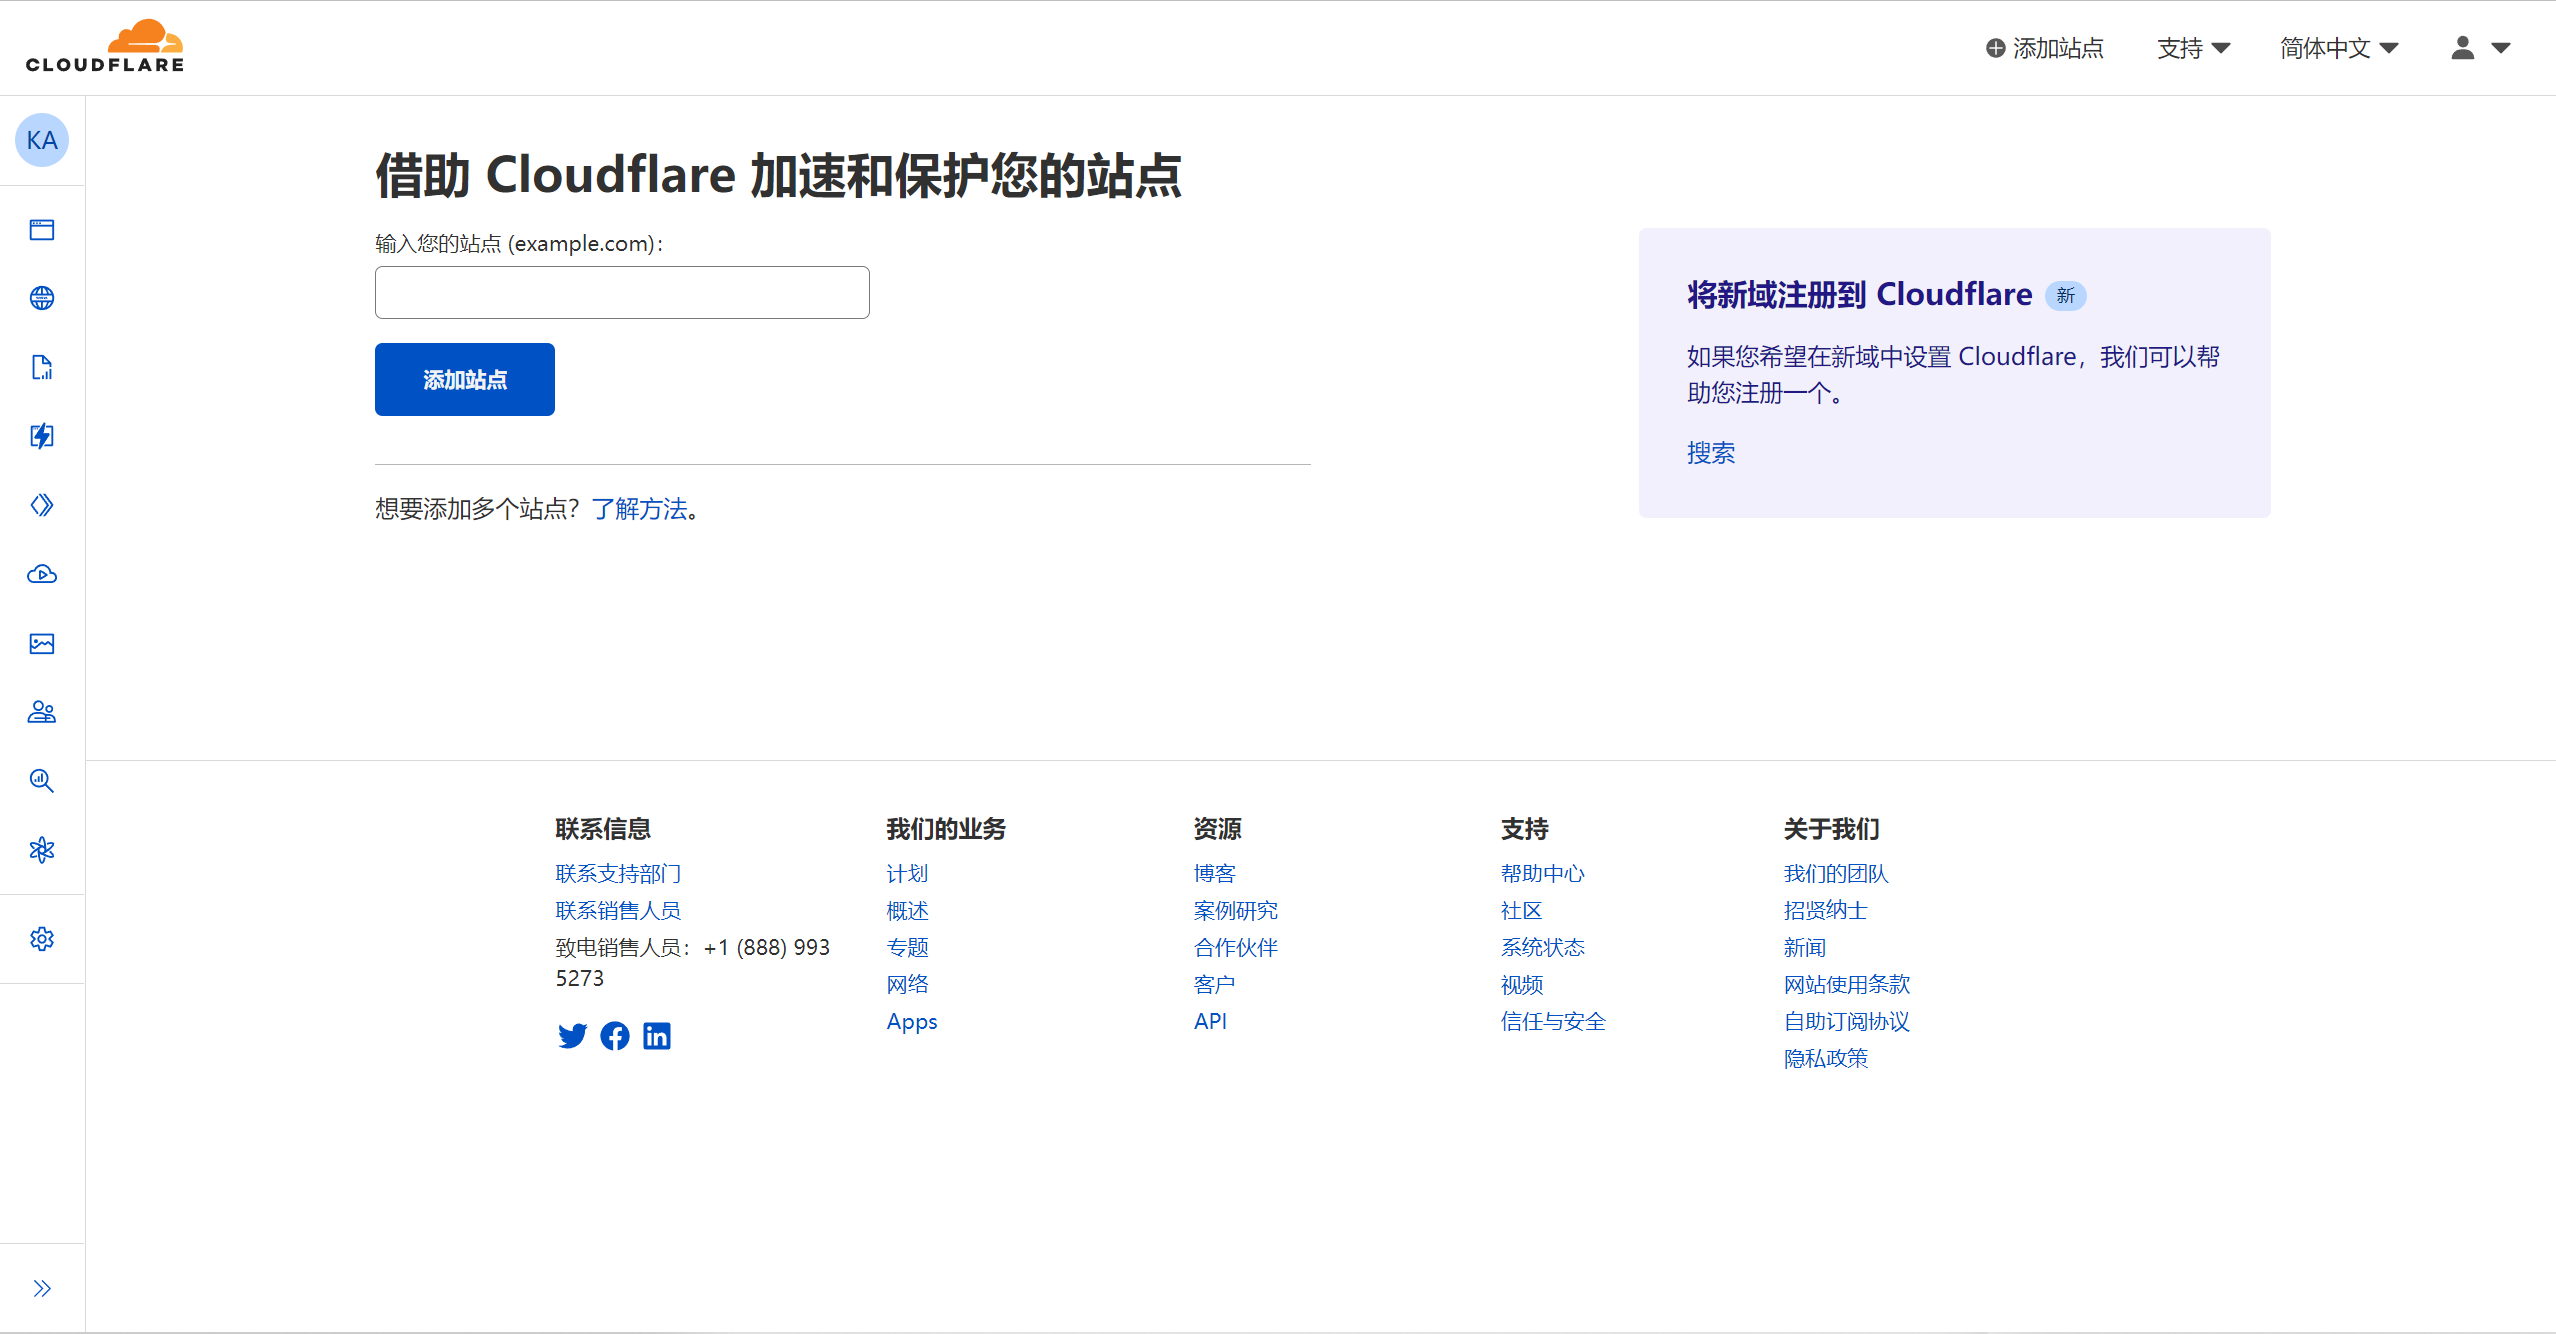 CLOUDFLARE
添加站点
支持
简体中文
KA
借助 Cloudflare 加速和保护您的站点
输入您的站点 (example.com)：
添加站点
想要添加多个站点？了解方法。
将新域注册到 Cloudflare 新
如果您希望在新域中设置 Cloudflare，我们可以帮
助您注册一个。
搜索
联系信息
联系支持部门
联系销售人员
致电销售人员：+1 (888) 993
5273
我们的业务
计划
概述
专题
网络
Apps
资源
博客
案例研究
合作伙伴
客户
API
支持
帮助中心
社区
系统状态
视频
信任与安全
关于我们
我们的团队
招贤纳士
新闻
网站使用条款
自助订阅协议
隐私政策